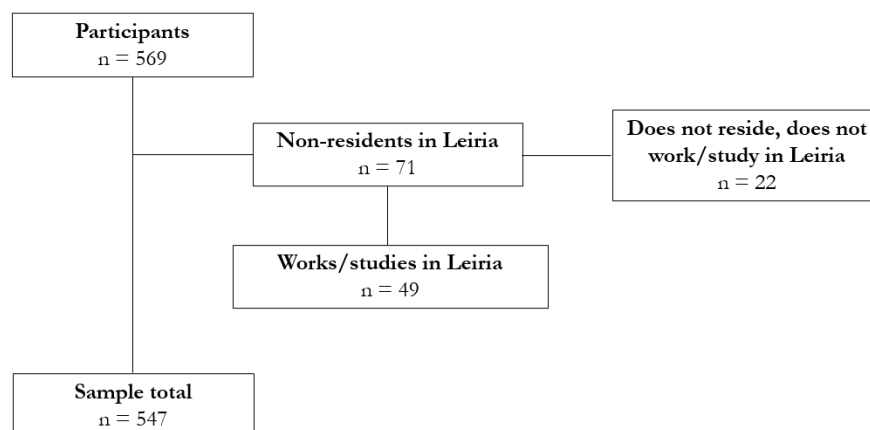 Participants
n = 569
Non-residents in Leiria
n = 71
Does not reside, does not
work/study in Leiria
n = 22
Works/studies in Leiria
n = 49
Sample total
n = 547